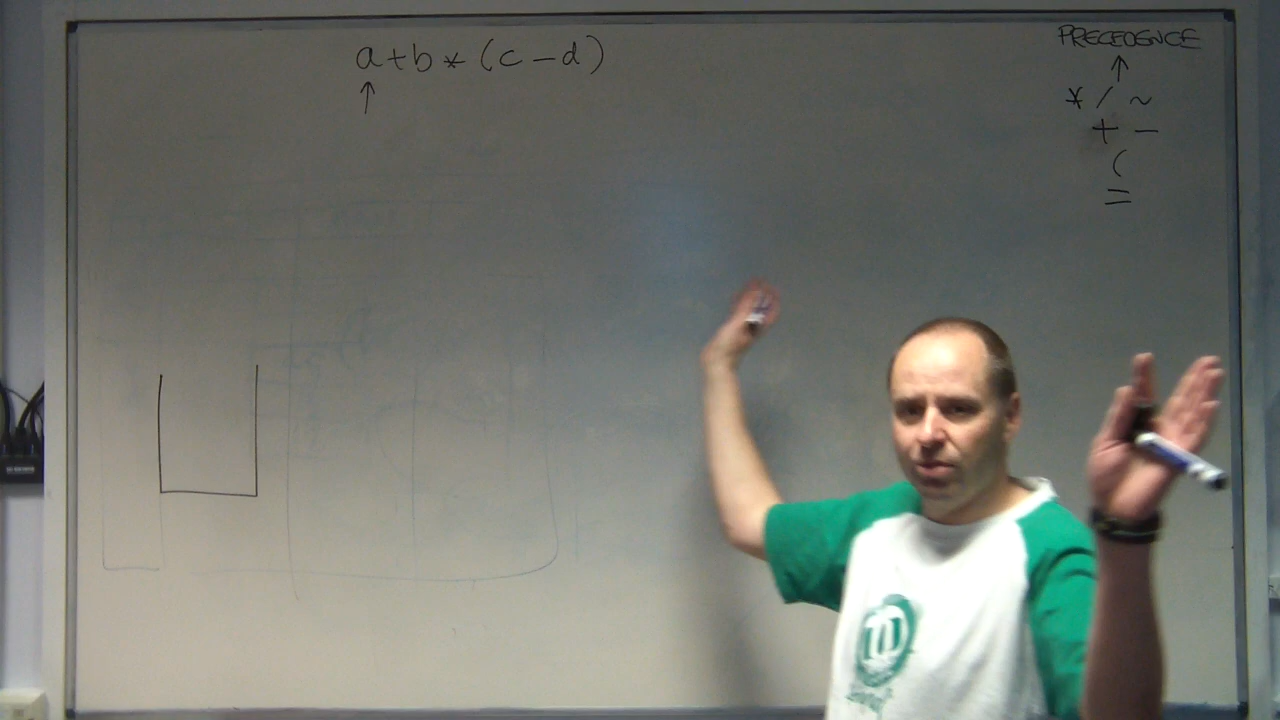 a+b*(c-d)
↑
PRECEDENCE
↑
* / ~
+ -
(
=